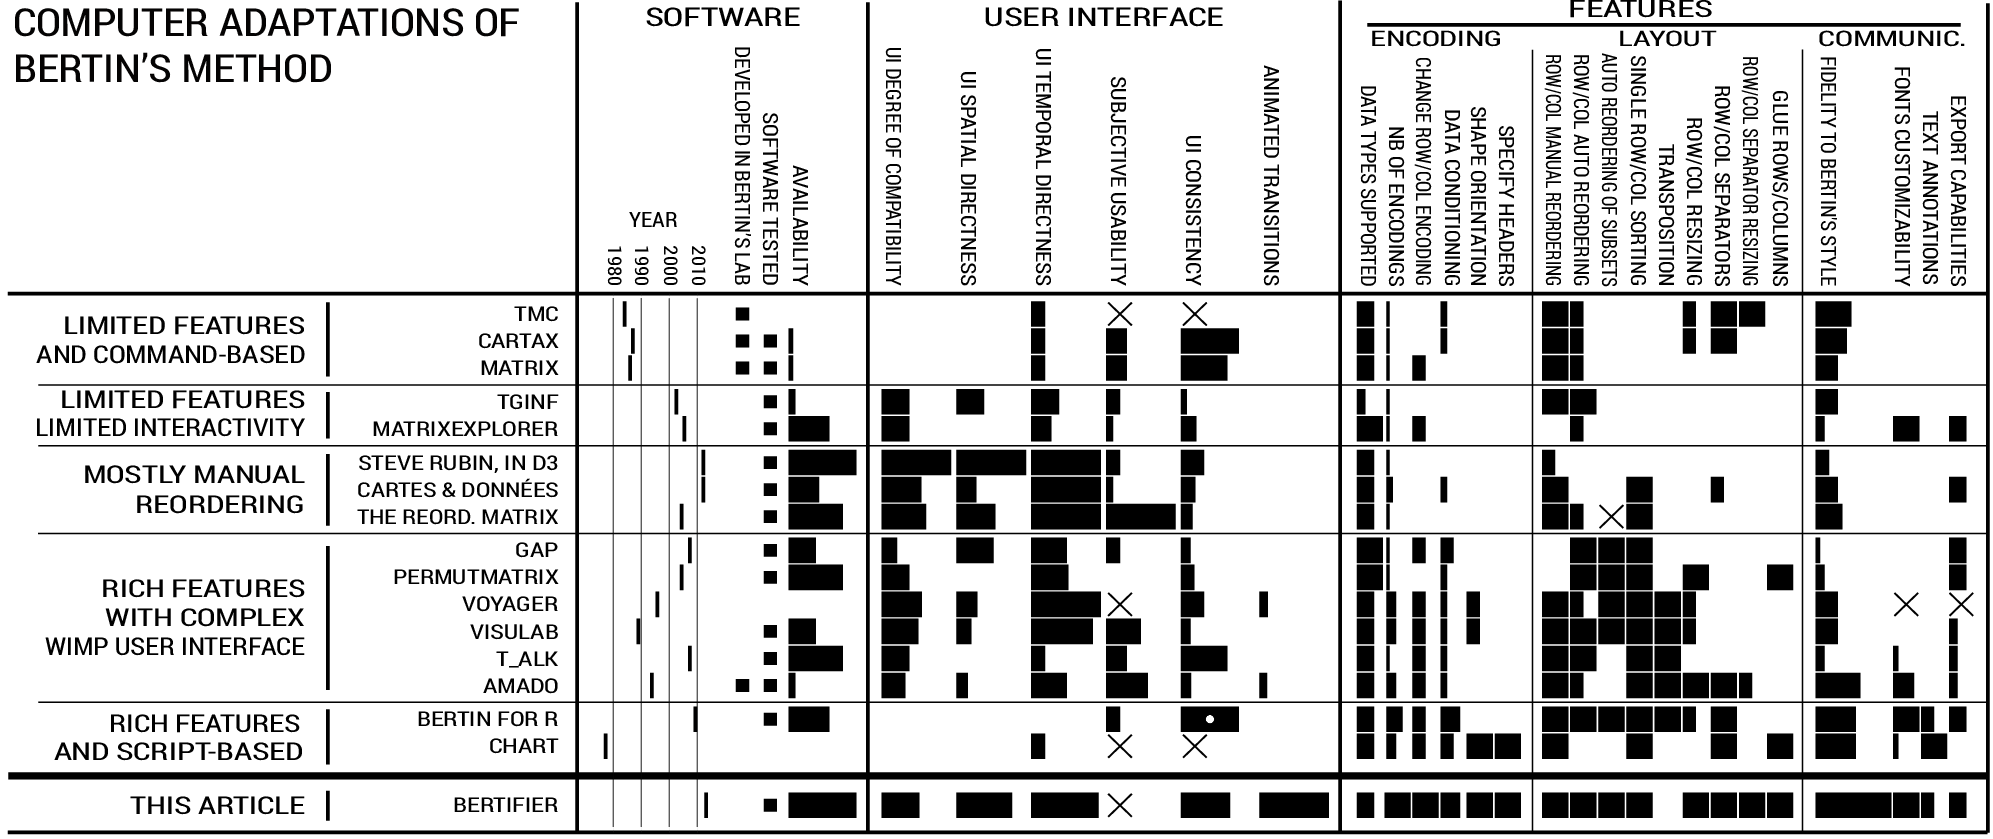 COMPUTER ADAPTATIONS OF
BERTIN'S METHOD
SOFTWARE
USER INTERFACE
FEATURES
ENCODING
LAYOUT
COMMUNIC.
YEAR
1980
1990
2000
2010
DEVELOPED IN BERTIN'S LAB
SOFTWARE TESTED
AVAILABILITY
UI DEGREE OF COMPATIBILITY
UI SPATIAL DIRECTNESS
UI TEMPORAL DIRECTNESS
SUBJECTIVE USABILITY
UI CONSISTENCY
ANIMATED TRANSITIONS
DATA TYPES SUPPORTED
NB OF ENCODINGS
CHANGE ROW/COL ENCODING
DATA CONDITIONING
SHAPE ORIENTATION
SPECIFY HEADERS
ROW/COL MANUAL REORDERING
ROW/COL AUTO REORDERING
AUTO REORDERING OF SUBSETS
SINGLE ROW/COL SORTING
TRANSPOSITION
ROW/COL RESIZING
ROW/COL SEPARATORS
ROW/COL SEPARATOR RESIZING
GLUE ROWS/COLUMNS
FIDELITY TO BERTIN'S STYLE
FONTS CUSTOMIZABILITY
TEXT ANNOTATIONS
EXPORT CAPABILITIES
LIMITED FEATURES
AND COMMAND-BASED
TMC
CARTAX
MATRIX
LIMITED FEATURES
LIMITED INTERACTIVITY
TGINF
MATRIXEXPLORER
MOSTLY MANUAL
REORDERING
STEVE RUBIN, IN D3
CARTES & DONNÉES
THE REORD. MATRIX
RICH FEATURES
WITH COMPLEX
WIMP USER INTERFACE
GAP
PERMUTMATRIX
VOYAGER
VISULAB
T_ALK
AMADO
RICH FEATURES
AND SCRIPT-BASED
BERTIN FOR R
CHART
THIS ARTICLE
BERTIFIER